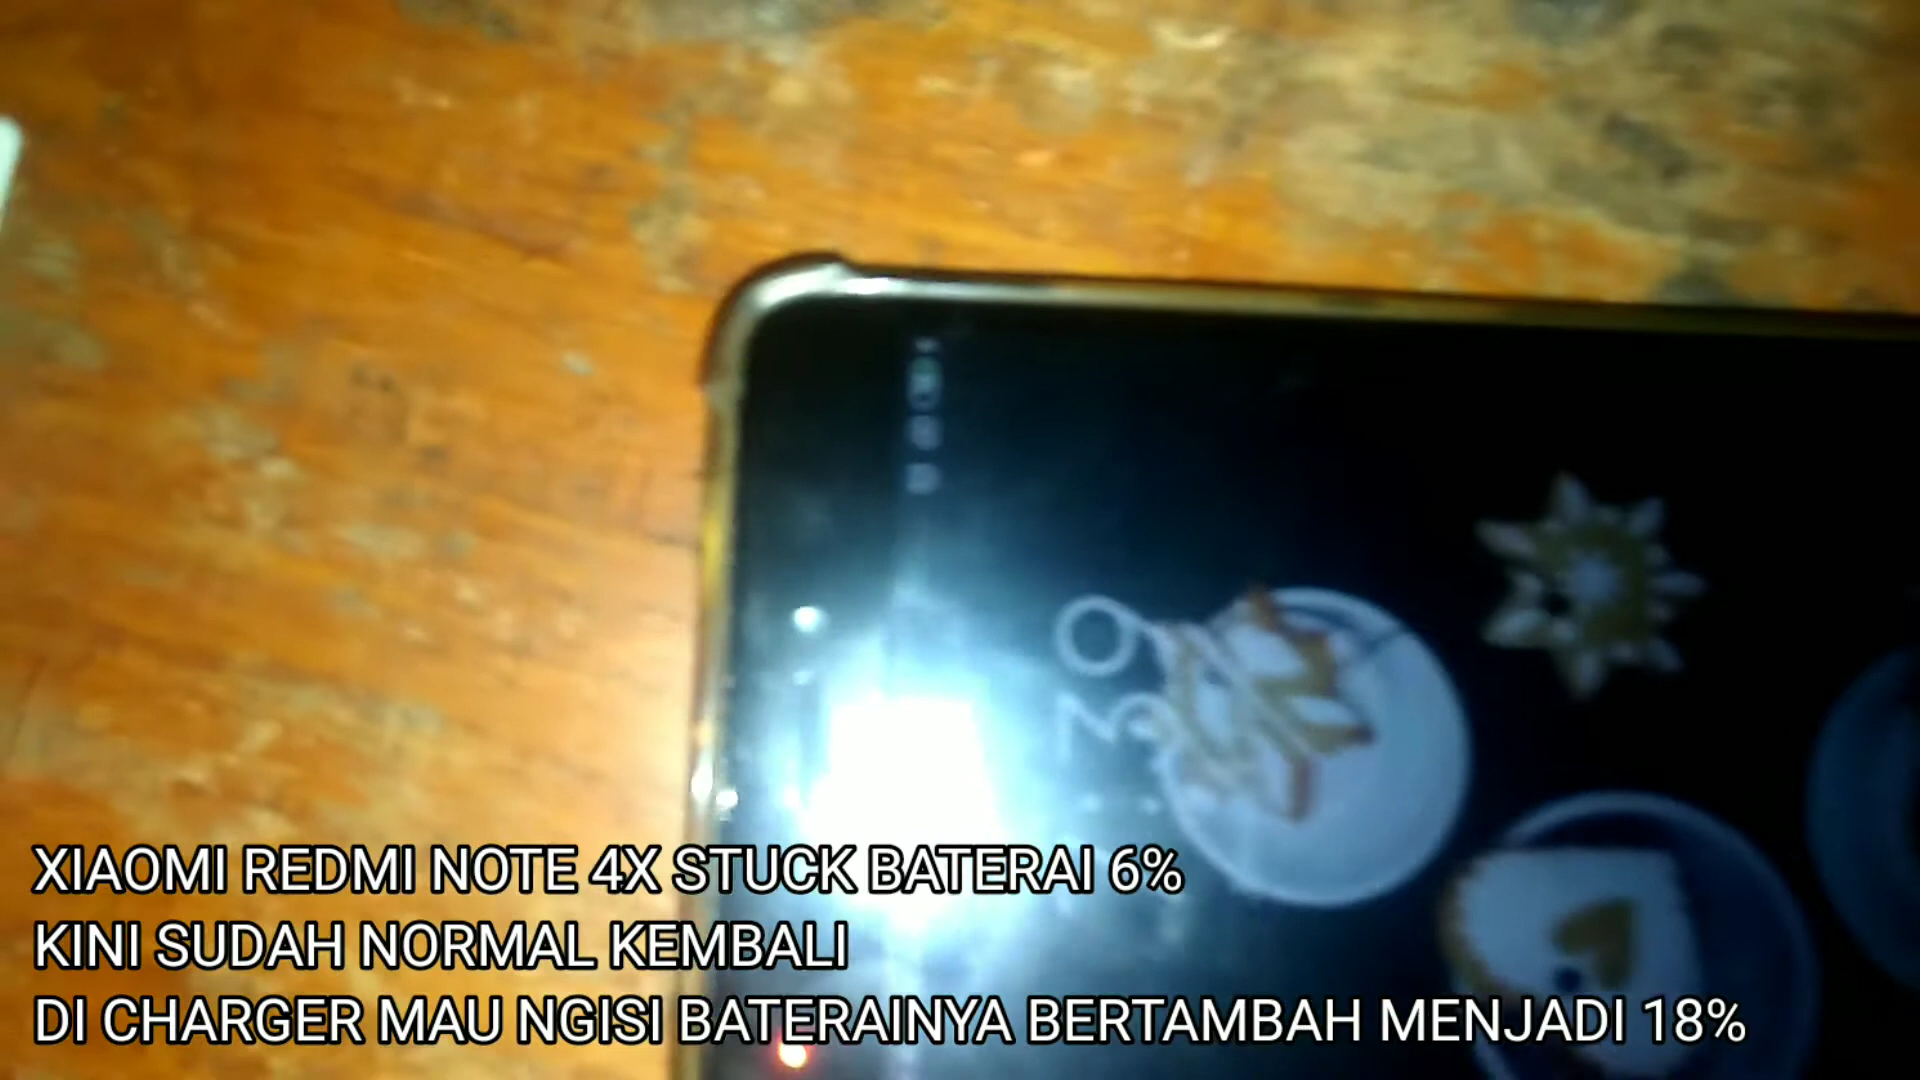 XIAOMI REDMI NOTE 4X STUCK BATERAI 6%
KINI SUDAH NORMAL KEMBALI
DI CHARGER MAU NGISI BATERAINYA BERTAMBAH MENJADI 18%